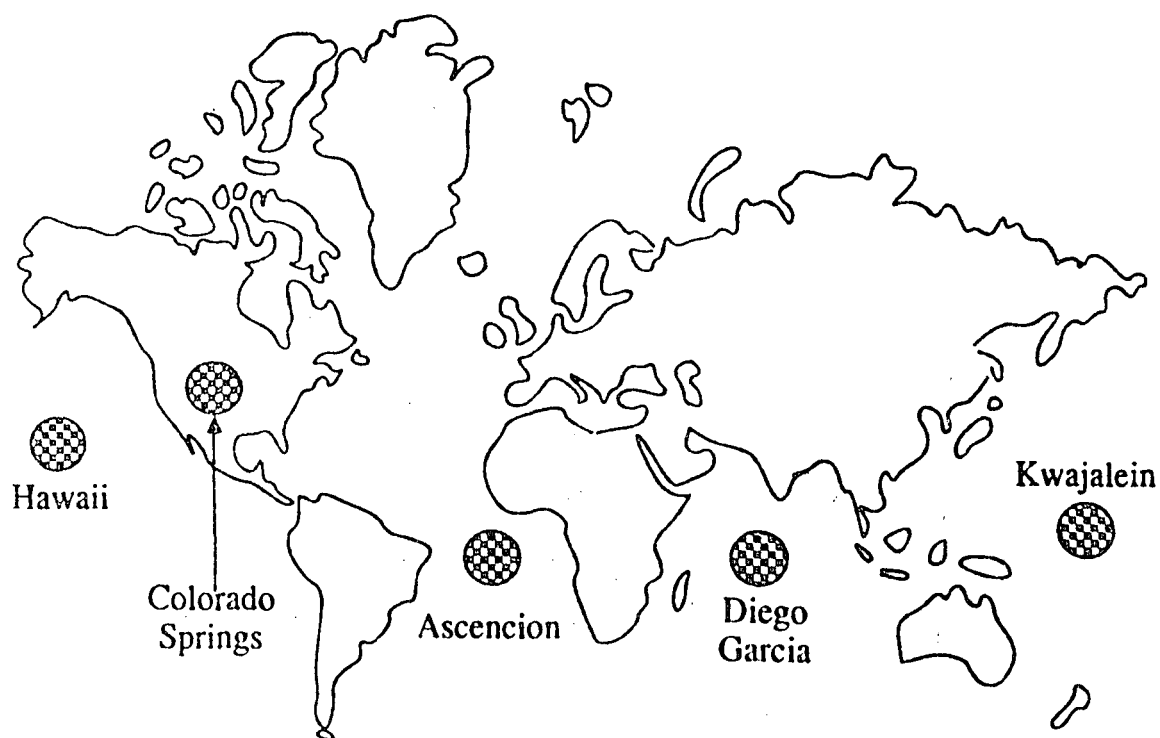 Kwajalein
Hawaii
Colorado
Springs
Ascencion
Diego
Garcia